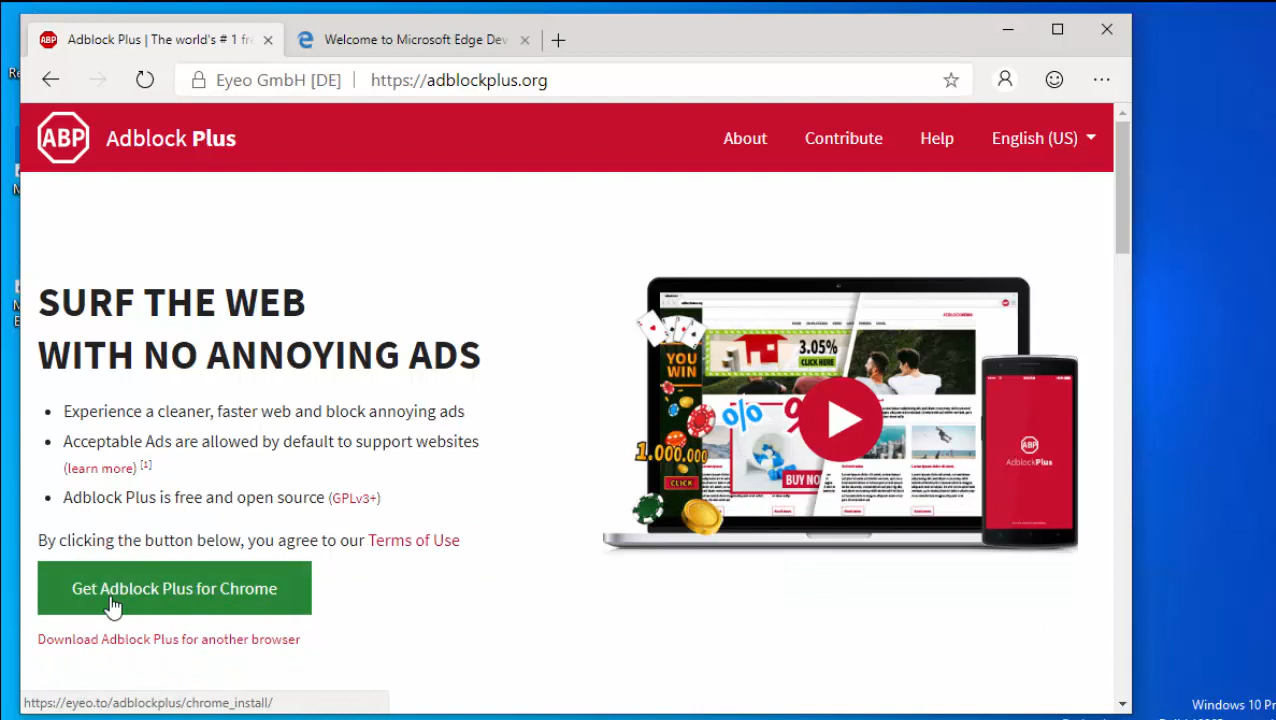 Adblock Plus | The world's # 1 fr
Welcome to Microsoft Edge Dev
Eyeo GmbH [DE] | https://adblockplus.org
ABP Adblock Plus
About Contribute Help English (US)
SURF THE WEB
WITH NO ANNOYING ADS
• Experience a cleaner, faster web and block annoying ads
• Acceptable Ads are allowed by default to support websites
(learn more) [1]
• Adblock Plus is free and open source (GPLv3+)
By clicking the button below, you agree to our Terms of Use
Get Adblock Plus for Chrome
Download Adblock Plus for another browser
YOU
WIN
3.05%
CLICK HERE
%
1.000.000
CLICK
BUY NO
ABP
AdblockPlus
https://eyeo.to/adblockplus/chrome_install/
Windows 10 Pr